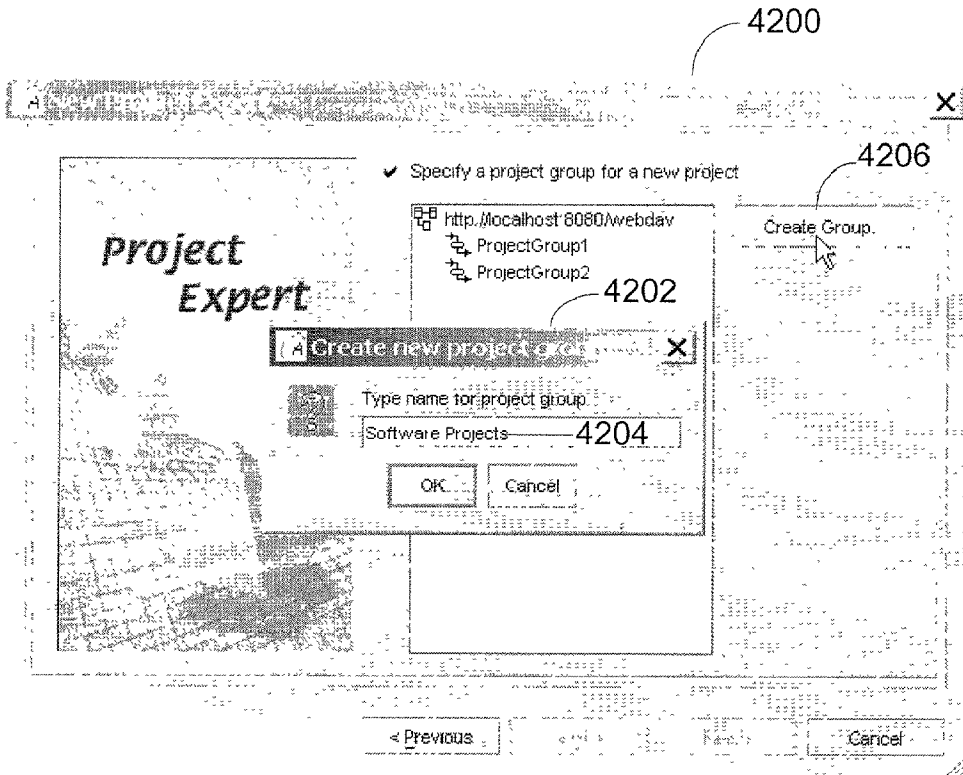 4200
✔ Specify a project group for a new project
4206
http://localhost:8080/webdav
Create Group.
ProjectGroup1
ProjectGroup2
Project
Expert
4202
Create new project
Type name for project group
Software Projects
4204
OK
Cancel
< Previous
Cancel